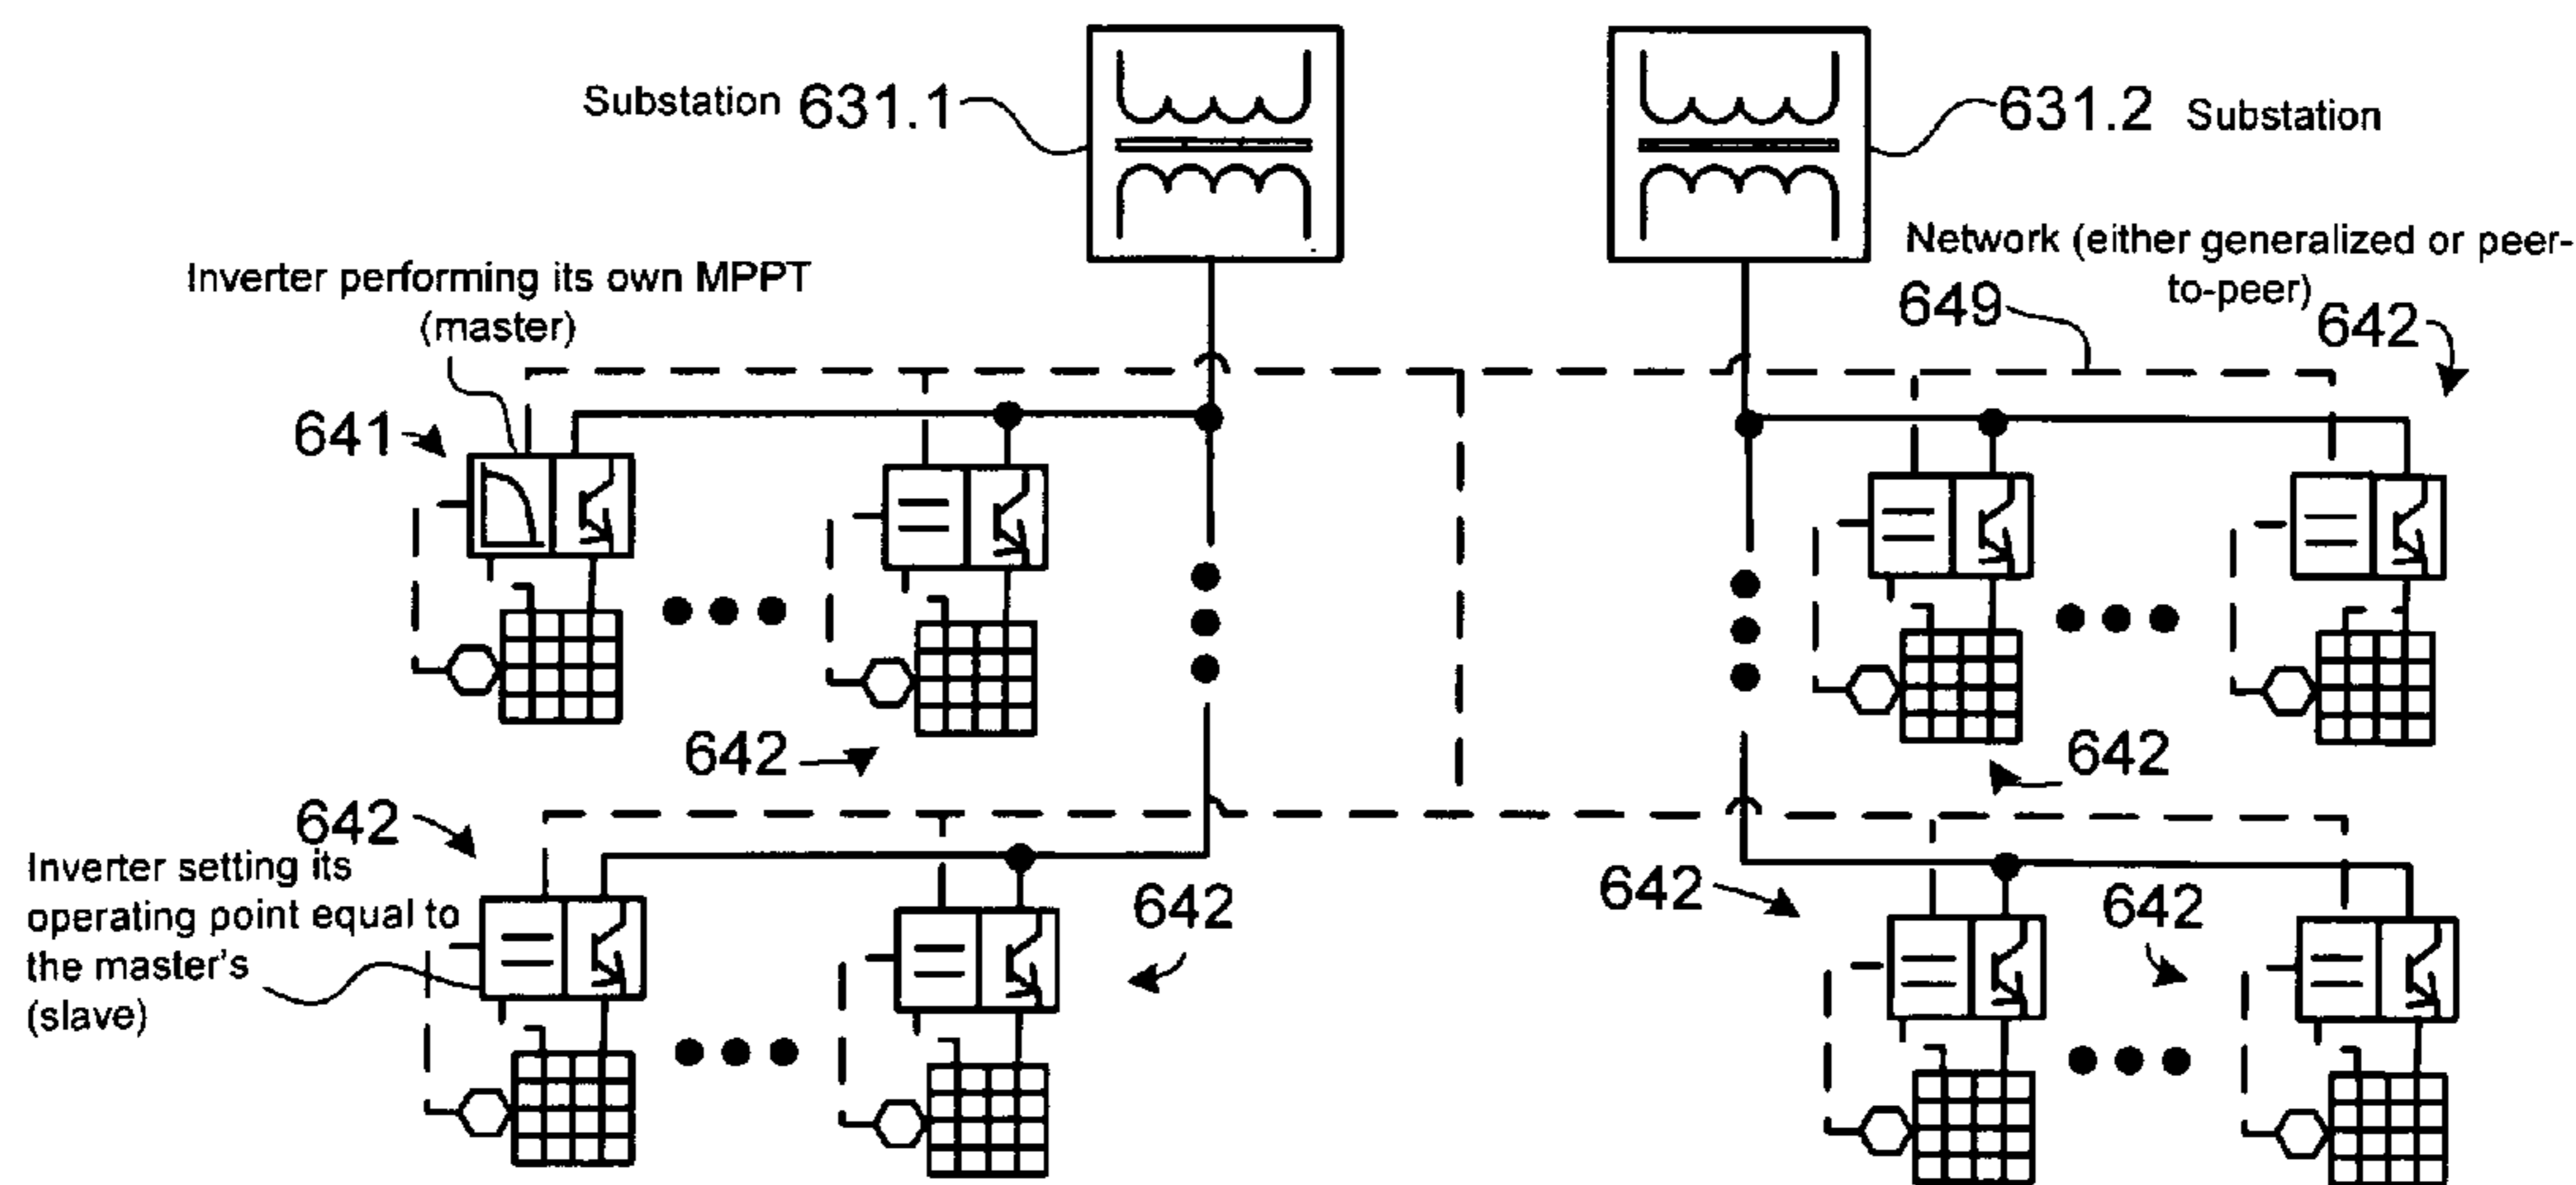 Substation 631.1
631.2 Substation
Network (either generalized or peer-
to-peer)
649
642
Inverter performing its own MPPT
(master)
641
642
642
642
Inverter setting its
operating point equal to
the master's
(slave)
642
642
642